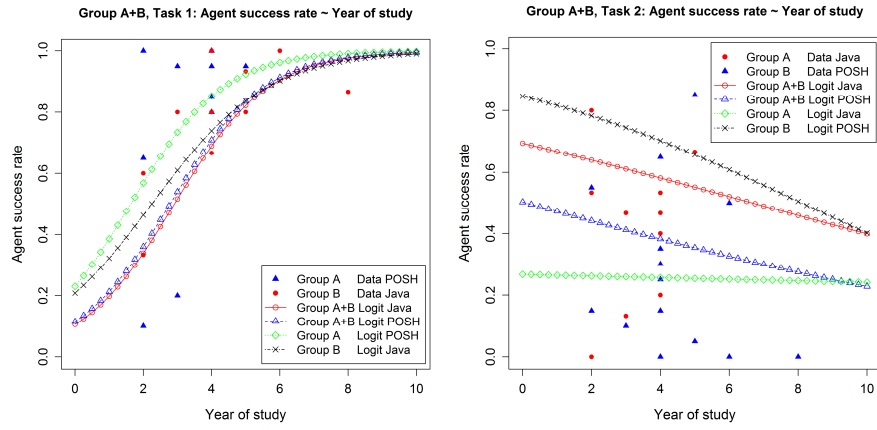 Group A+B, Task 1: Agent success rate ~ Year of study
Agent success rate
1.0
0.8
0.6
0.4
0.2
0.0
Group A Data POSH
Group B Data Java
Group A+B Logit Java
Group A+B Logit POSH
Group A Logit POSH
Group B Logit Java
0 2 4 6 8 10
Year of study
Group A+B, Task 2: Agent success rate ~ Year of study
Agent success rate
1.0
0.8
0.6
0.4
0.2
0.0
Group A Data Java
Group B Data POSH
Group A+B Logit Java
Group A+B Logit POSH
Group A Logit Java
Group B Logit POSH
0 2 4 6 8 10
Year of study